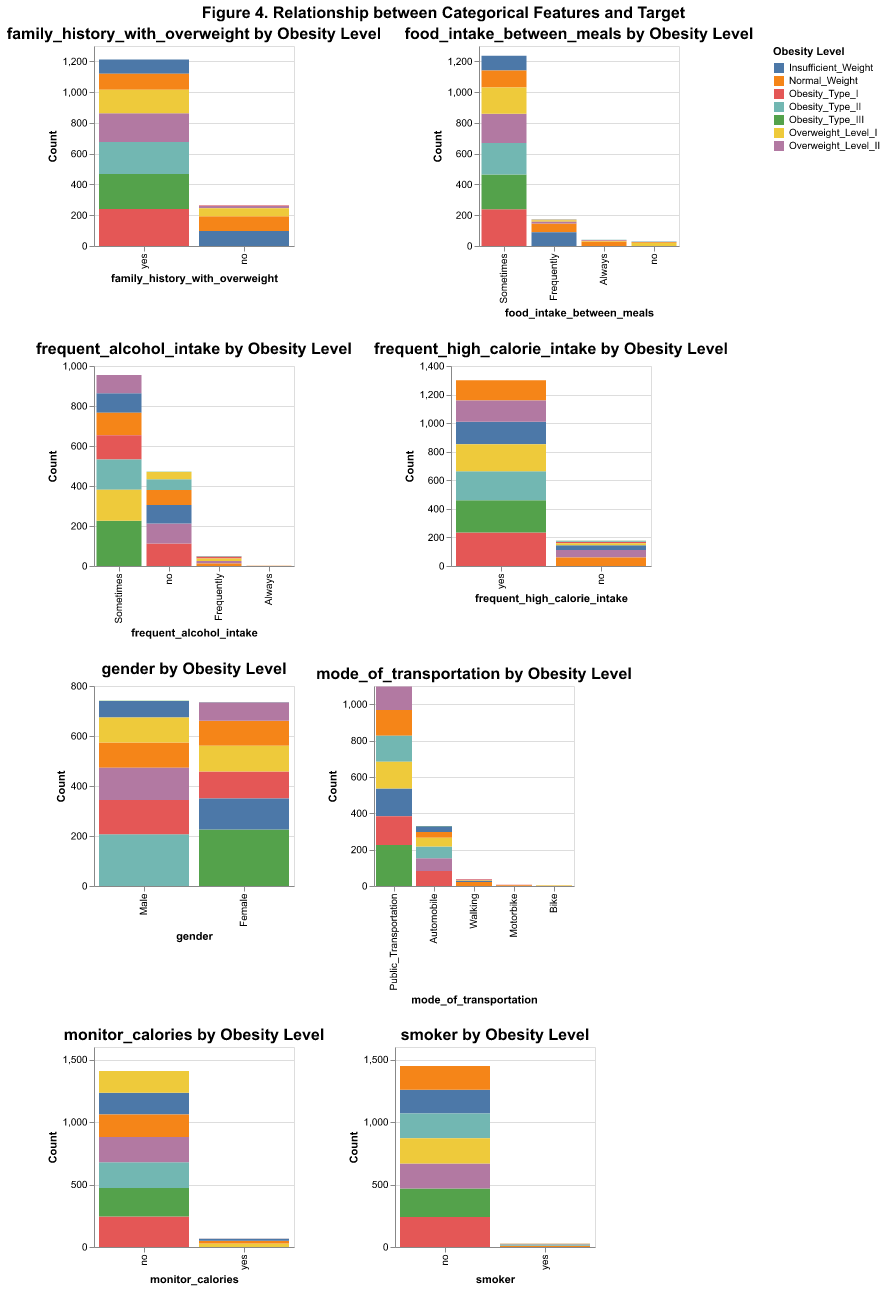 Figure 4. Relationship between Categorical Features and Target
family_history_with_overweight by Obesity Level
1,200
1,000
800
600
400
200
0
Count
yes
no
family_history_with_overweight
food_intake_between_meals by Obesity Level
1,200
1,000
800
600
400
200
0
Count
Sometimes
Frequently
Always
no
food_intake_between_meals
Obesity Level
Insufficient_Weight
Normal_Weight
Obesity_Type_I
Obesity_Type_II
Obesity_Type_III
Overweight_Level_I
Overweight_Level_II
frequent_alcohol_intake by Obesity Level
1,000
800
600
400
200
0
Count
Sometimes
no
Frequently
Always
frequent_alcohol_intake
frequent_high_calorie_intake by Obesity Level
1,400
1,200
1,000
800
600
400
200
0
Count
yes
no
frequent_high_calorie_intake
gender by Obesity Level
800
600
400
200
0
Count
Male
Female
gender
mode_of_transportation by Obesity Level
1,000
800
600
400
200
0
Count
Public_Transportation
Automobile
Walking
Motorbike
Bike
mode_of_transportation
monitor_calories by Obesity Level
1,500
1,000
500
0
Count
no
yes
monitor_calories
smoker by Obesity Level
1,500
1,000
500
0
Count
no
yes
smoker